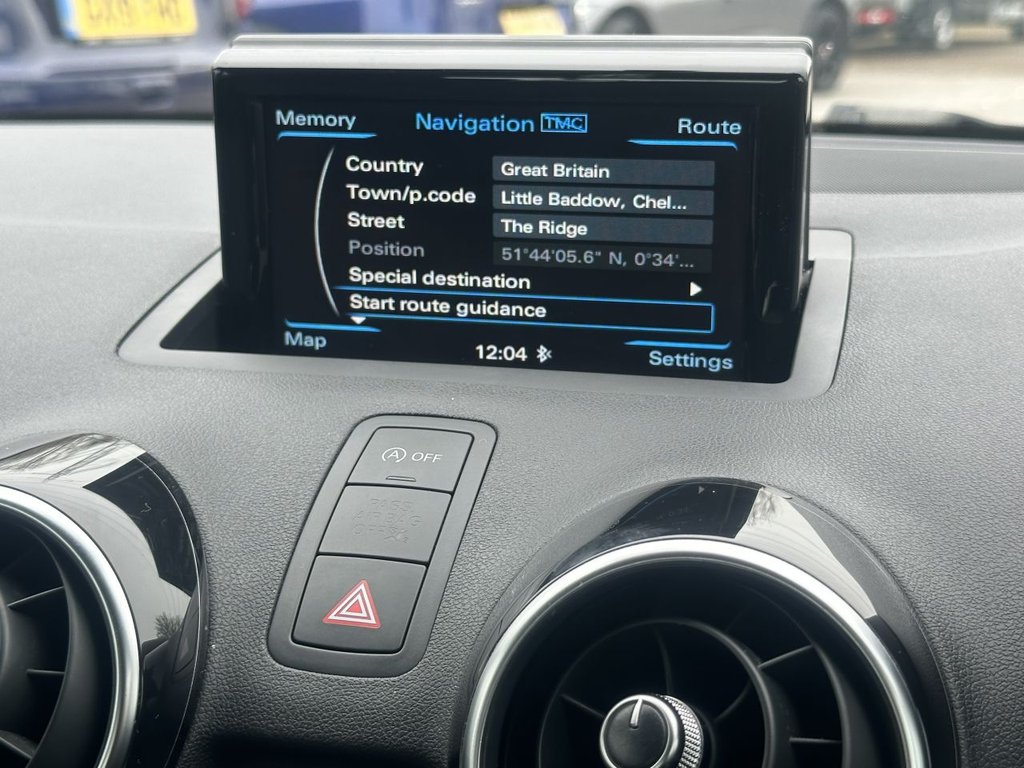 Memory
Navigation TMC
Route
Country Great Britain
Town/p.code Little Baddow, Chel...
Street The Ridge
Position 51°44'05.6" N, 0°34'...
Special destination
Start route guidance
Map
12:04
Settings
A OFF